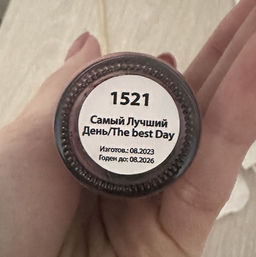 1521
Самый Лучший
День/The best Day
Изготов.: 08.2023
Годен до: 08.2026